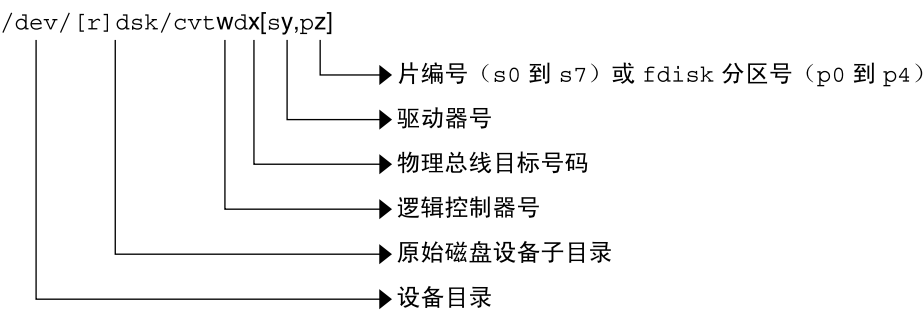 /dev/[r]dsk/cvtwdx[sy,pz]
片编号（s0 到 s7）或 fdisk 分区号（p0 到 p4）
驱动器号
物理总线目标号码
逻辑控制器号
原始磁盘设备子目录
设备目录